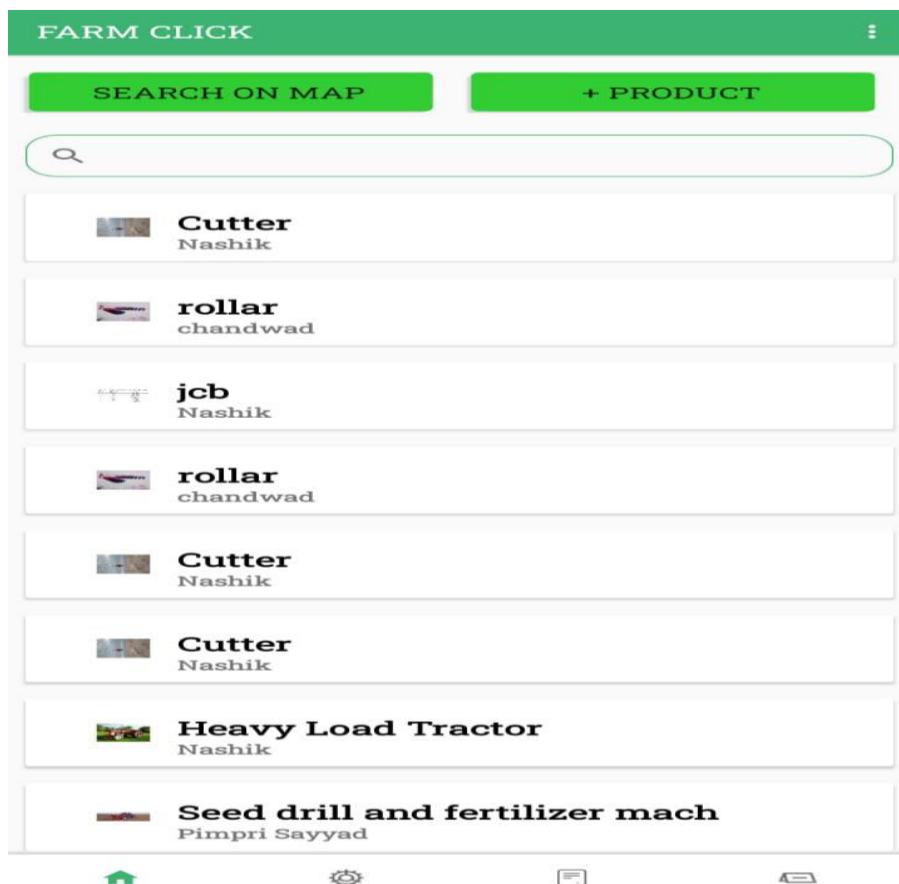 FARM CLICK
SEARCH ON MAP
+ PRODUCT
Cutter
Nashik
rollar
chandwad
jcb
Nashik
rollar
chandwad
Cutter
Nashik
Cutter
Nashik
Heavy Load Tractor
Nashik
Seed drill and fertilizer mach
Pimpri Sayyad